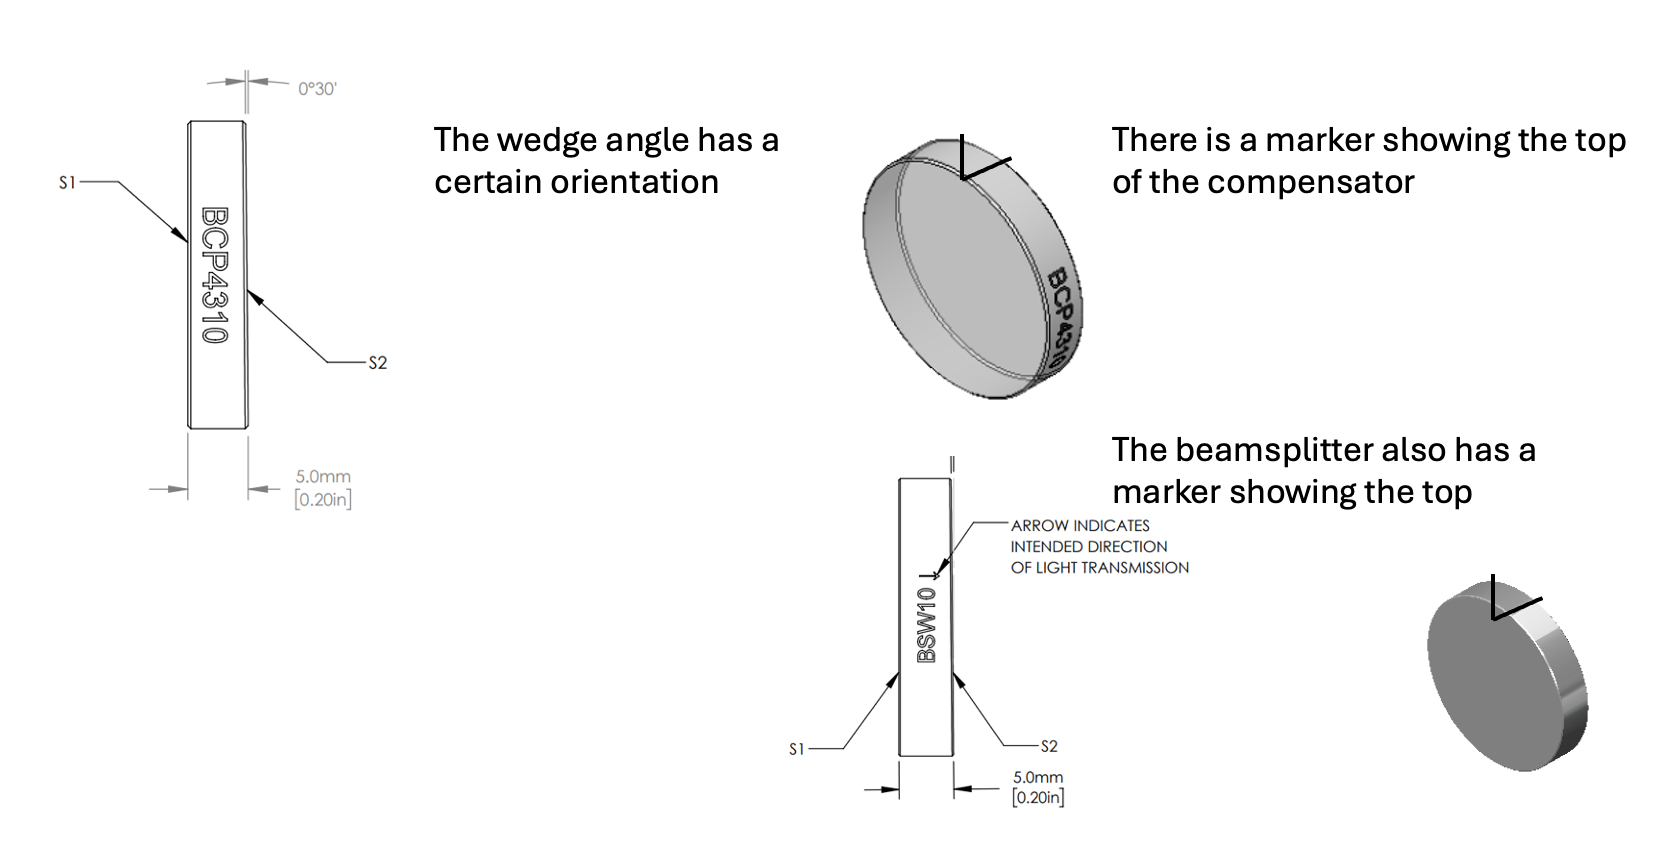 0°30'
The wedge angle has a
certain orientation
There is a marker showing the top
of the compensator
S1
BCP4310
S2
BCP4310
5.0mm
[0.20in]
The beamsplitter also has a
marker showing the top
ARROW INDICATES
INTENDED DIRECTION
OF LIGHT TRANSMISSION
BSW10
S1
S2
5.0mm
[0.20in]